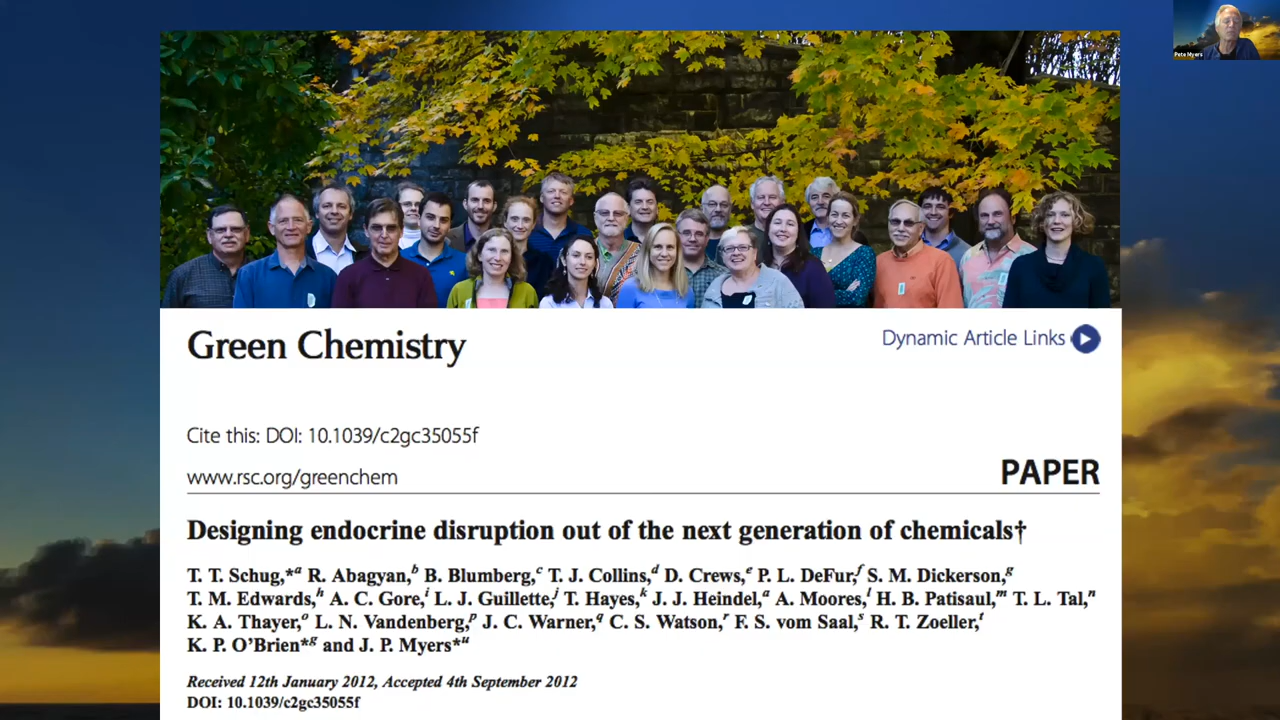 Pete Myers
Green Chemistry
Dynamic Article Links
Cite this: DOI: 10.1039/c2gc35055f
www.rsc.org/greenchem
PAPER
Designing endocrine disruption out of the next generation of chemicals†
T. T. Schug,*ᵃ R. Abagyan,ᵇ B. Blumberg,ᶜ T. J. Collins,ᵈ D. Crews,ᵉ P. L. DeFur,ᶠ S. M. Dickerson,ᵍ
T. M. Edwards,ʰ A. C. Gore,ⁱ L. J. Guillette,ʲ T. Hayes,ᵏ J. J. Heindel,ᵃ A. Moores,ˡ H. B. Patisaul,ᵐ T. L. Tal,ⁿ
K. A. Thayer,ᵒ L. N. Vandenberg,ᵖ J. C. Warner,q C. S. Watson,ʳ F. S. vom Saal,ˢ R. T. Zoeller,ᵗ
K. P. O’Brien*ᵍ and J. P. Myers*ᵘ
Received 12th January 2012, Accepted 4th September 2012
DOI: 10.1039/c2gc35055f